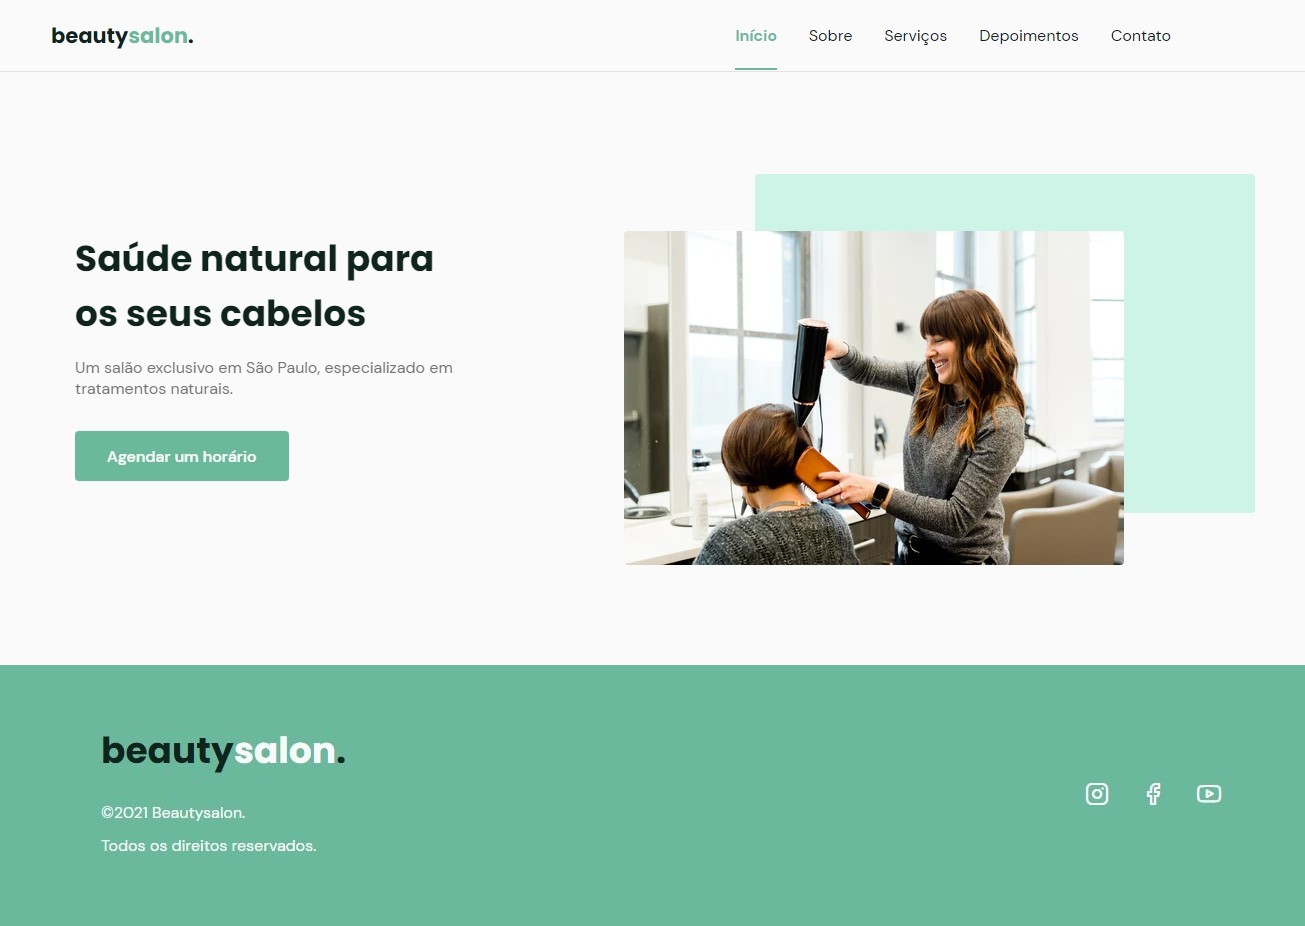 beautysalon.
Início Sobre Serviços Depoimentos Contato
Saúde natural para
os seus cabelos
Um salão exclusivo em São Paulo, especializado em
tratamentos naturais.
Agendar um horário
beautysalon.
©2021 Beautysalon.
Todos os direitos reservados.